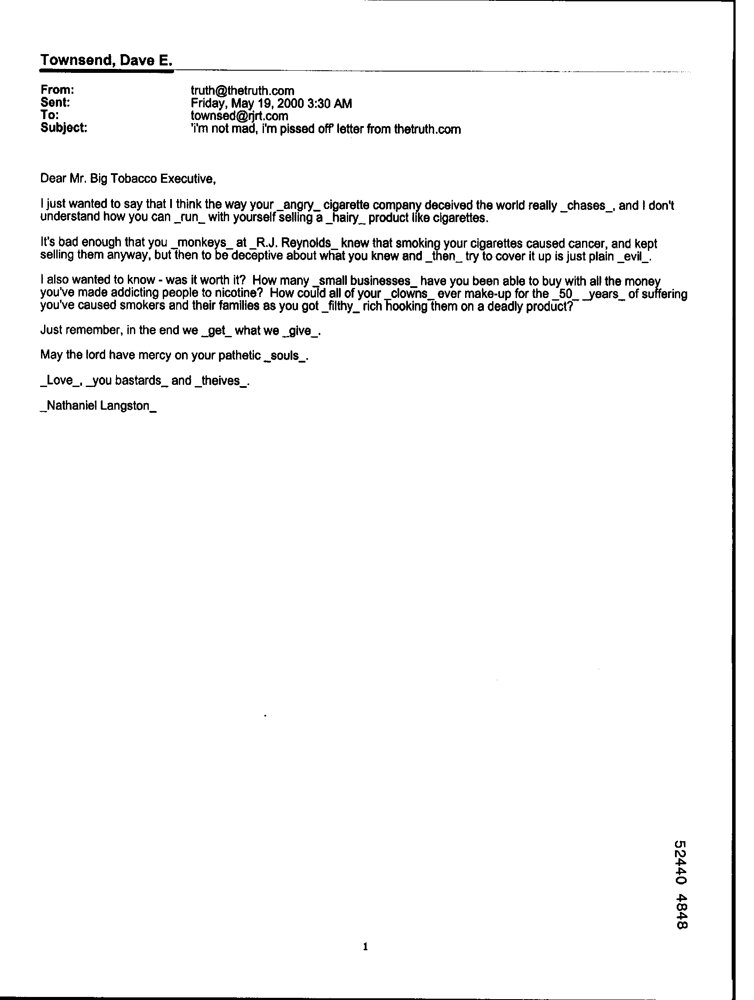 Townsend, Dave E.
From: truth@thetruth.com
Sent: Friday, May 19, 2000 3:30 AM
To: townsed@rjrt.com
Subject: 'i'm not mad, i'm pissed off' letter from thetruth.com
Dear Mr. Big Tobacco Executive,
I just wanted to say that I think the way your _angry_ cigarette company deceived the world really _chases_, and I don't
understand how you can _run_ with yourself selling a _hairy_ product like cigarettes.
It's bad enough that you _monkeys_ at _R.J. Reynolds_ knew that smoking your cigarettes caused cancer, and kept
selling them anyway, but then to be deceptive about what you knew and _then_ try to cover it up is just plain _evil_.
I also wanted to know - was it worth it? How many _small businesses_ have you been able to buy with all the money
you've made addicting people to nicotine? How could all of your _clowns_ ever make-up for the _50_ _years_ of suffering
you've caused smokers and their families as you got _filthy_ rich hooking them on a deadly product?
Just remember, in the end we _get_ what we _give_.
May the lord have mercy on your pathetic _souls_.
_Love_, _you bastards_ and _theives_.
_Nathaniel Langston_
52440 4848
1